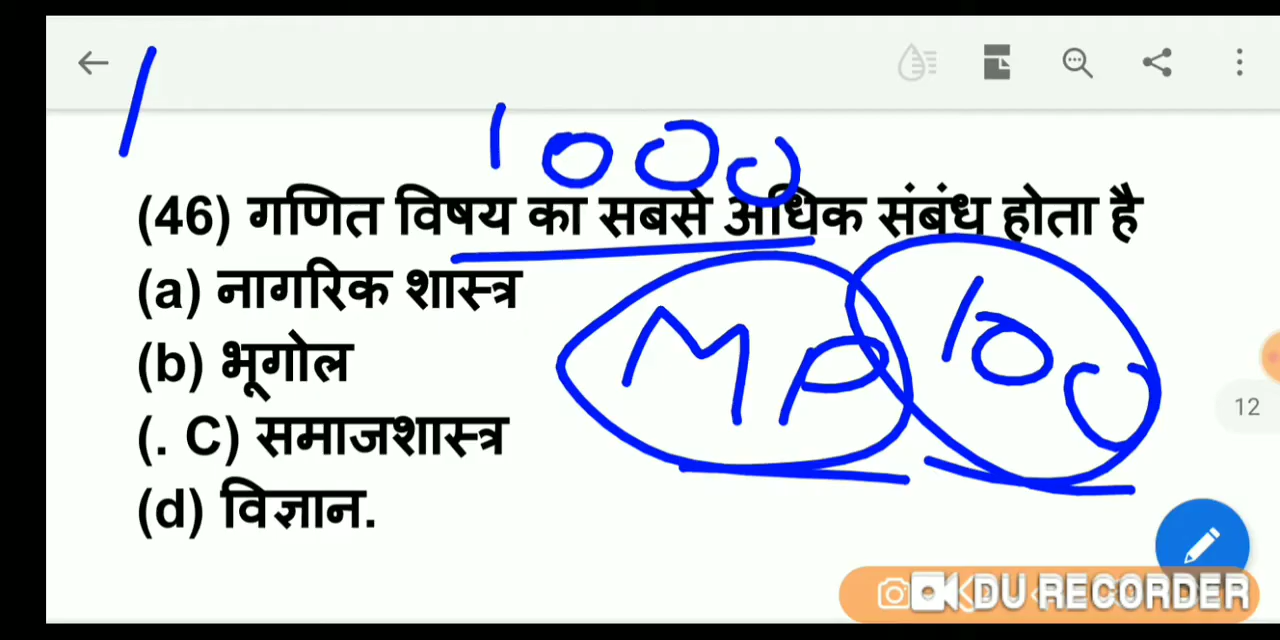 1000
(46) गणित विषय का सबसे अधिक संबंध होता है
(a) नागरिक शास्त्र
(b) भूगोल
(. C) समाजशास्त्र
(d) विज्ञान.
MP 100
12
DU RECORDER